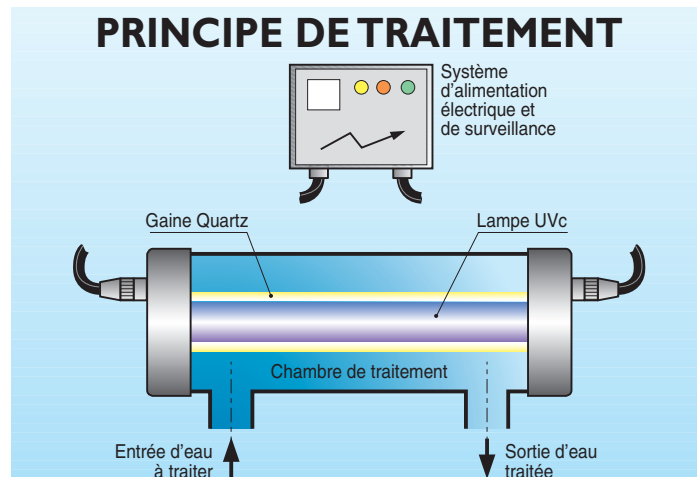 PRINCIPE DE TRAITEMENT
Système
d'alimentation
électrique et
de surveillance
Gaine Quartz
Lampe UVc
Chambre de traitement
Entrée d'eau
à traiter
Sortie d'eau
traitée